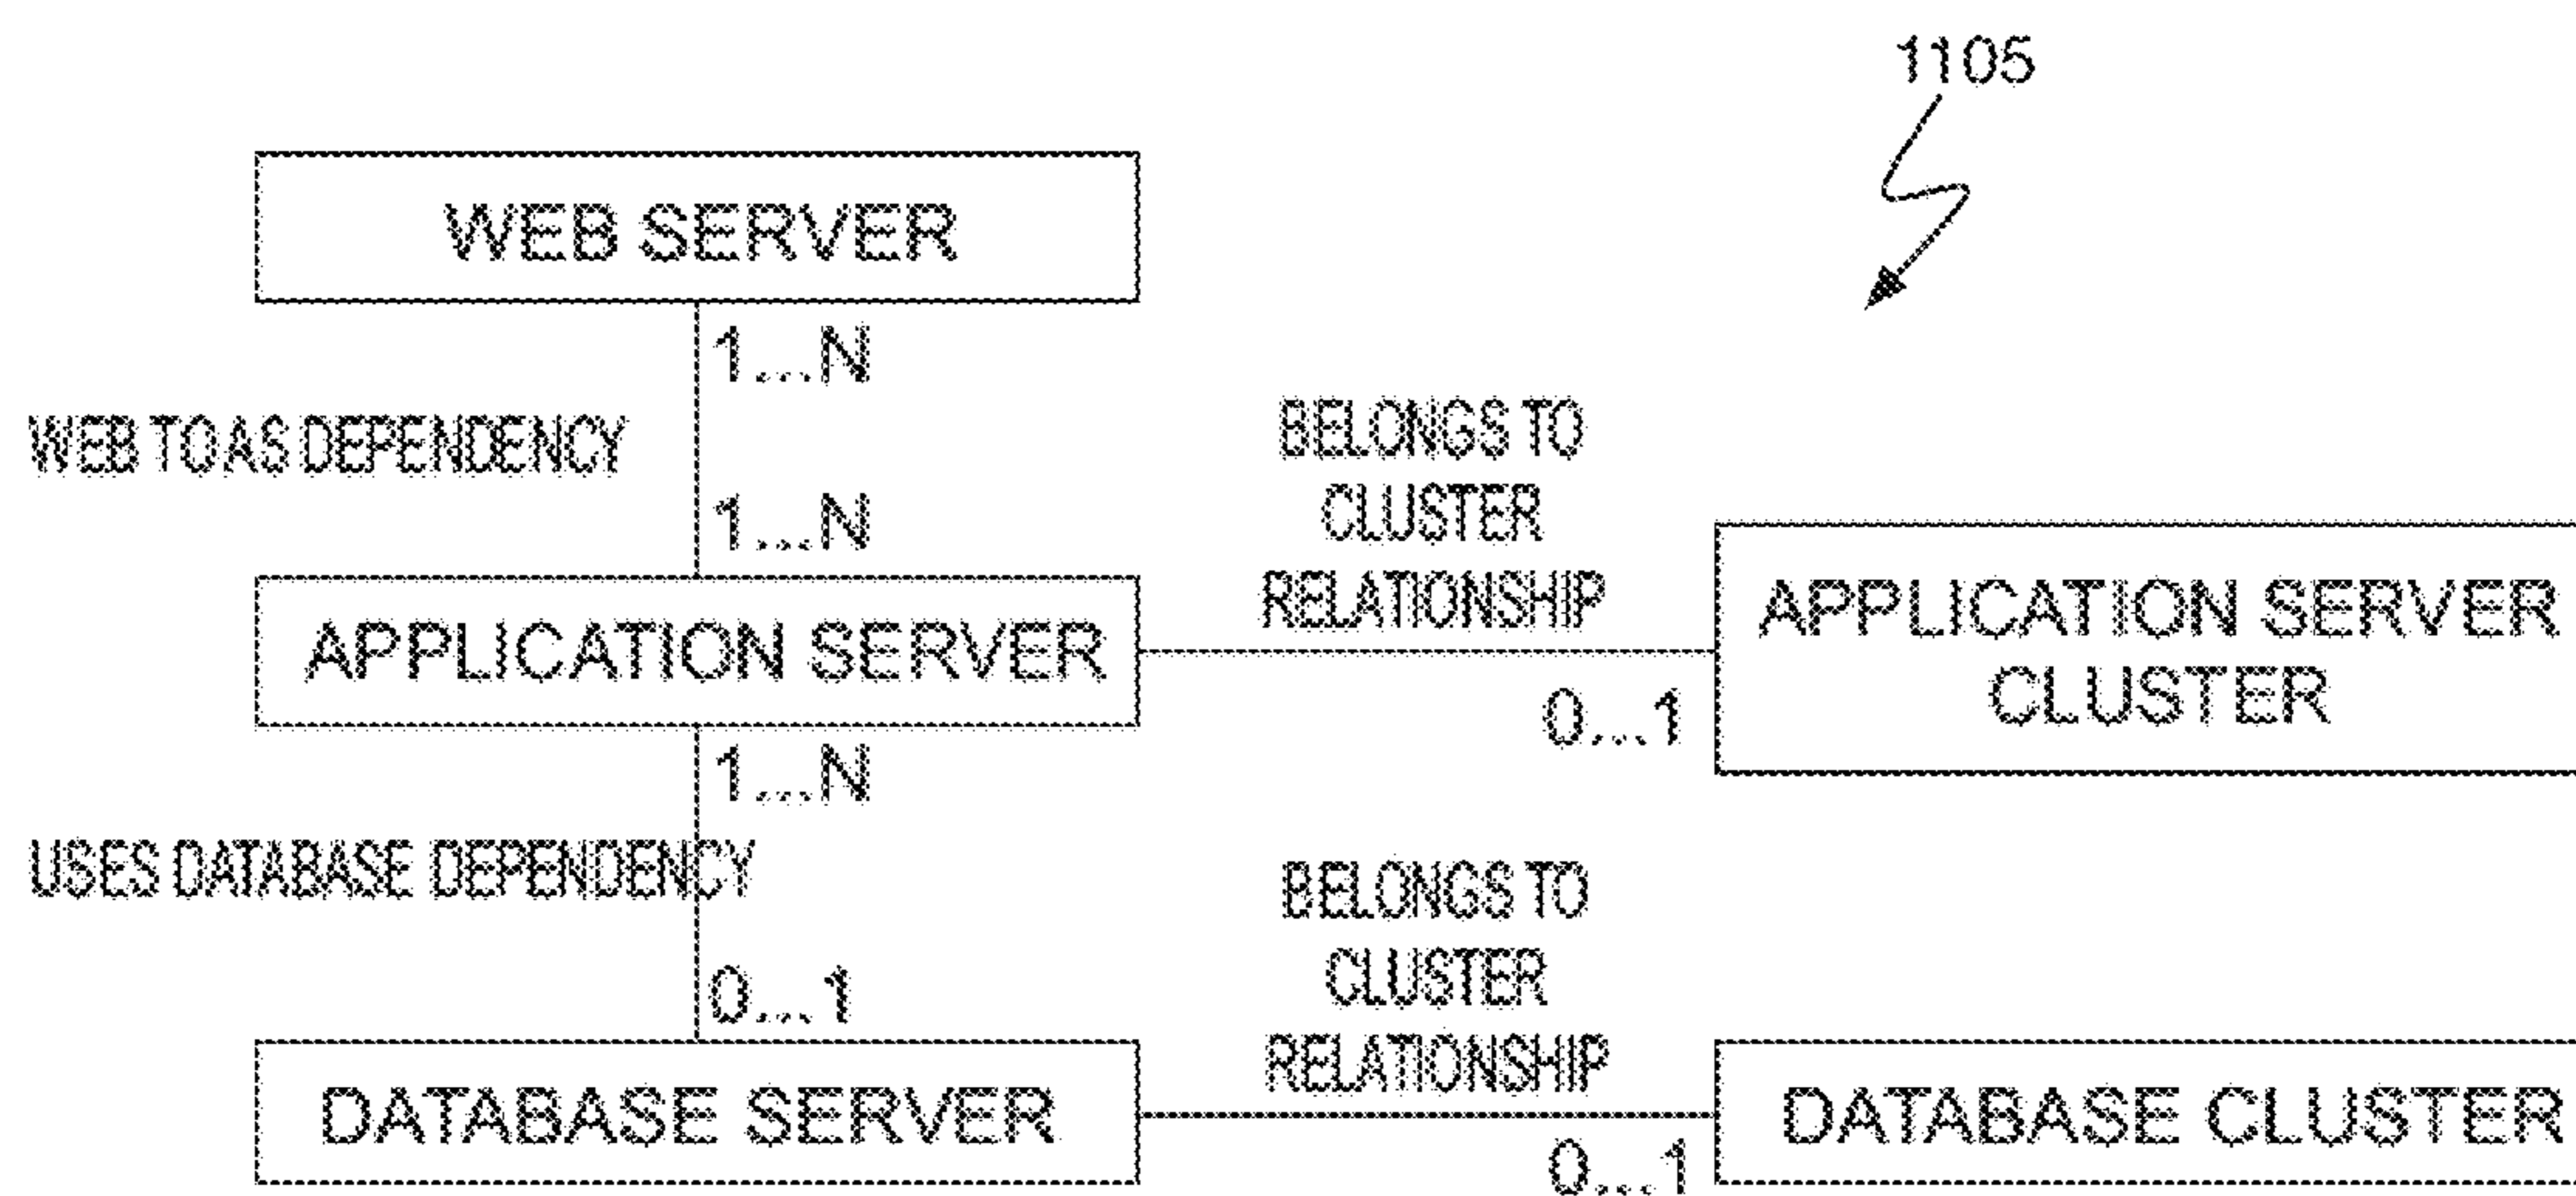 1105
WEB SERVER
1...N
WEB TO AS DEPENDENCY
1...N
BELONGS TO
CLUSTER
RELATIONSHIP
APPLICATION SERVER
APPLICATION SERVER
CLUSTER
0...1
1...N
USES DATABASE DEPENDENCY
0...1
BELONGS TO
CLUSTER
RELATIONSHIP
DATABASE SERVER
DATABASE CLUSTER
0...1